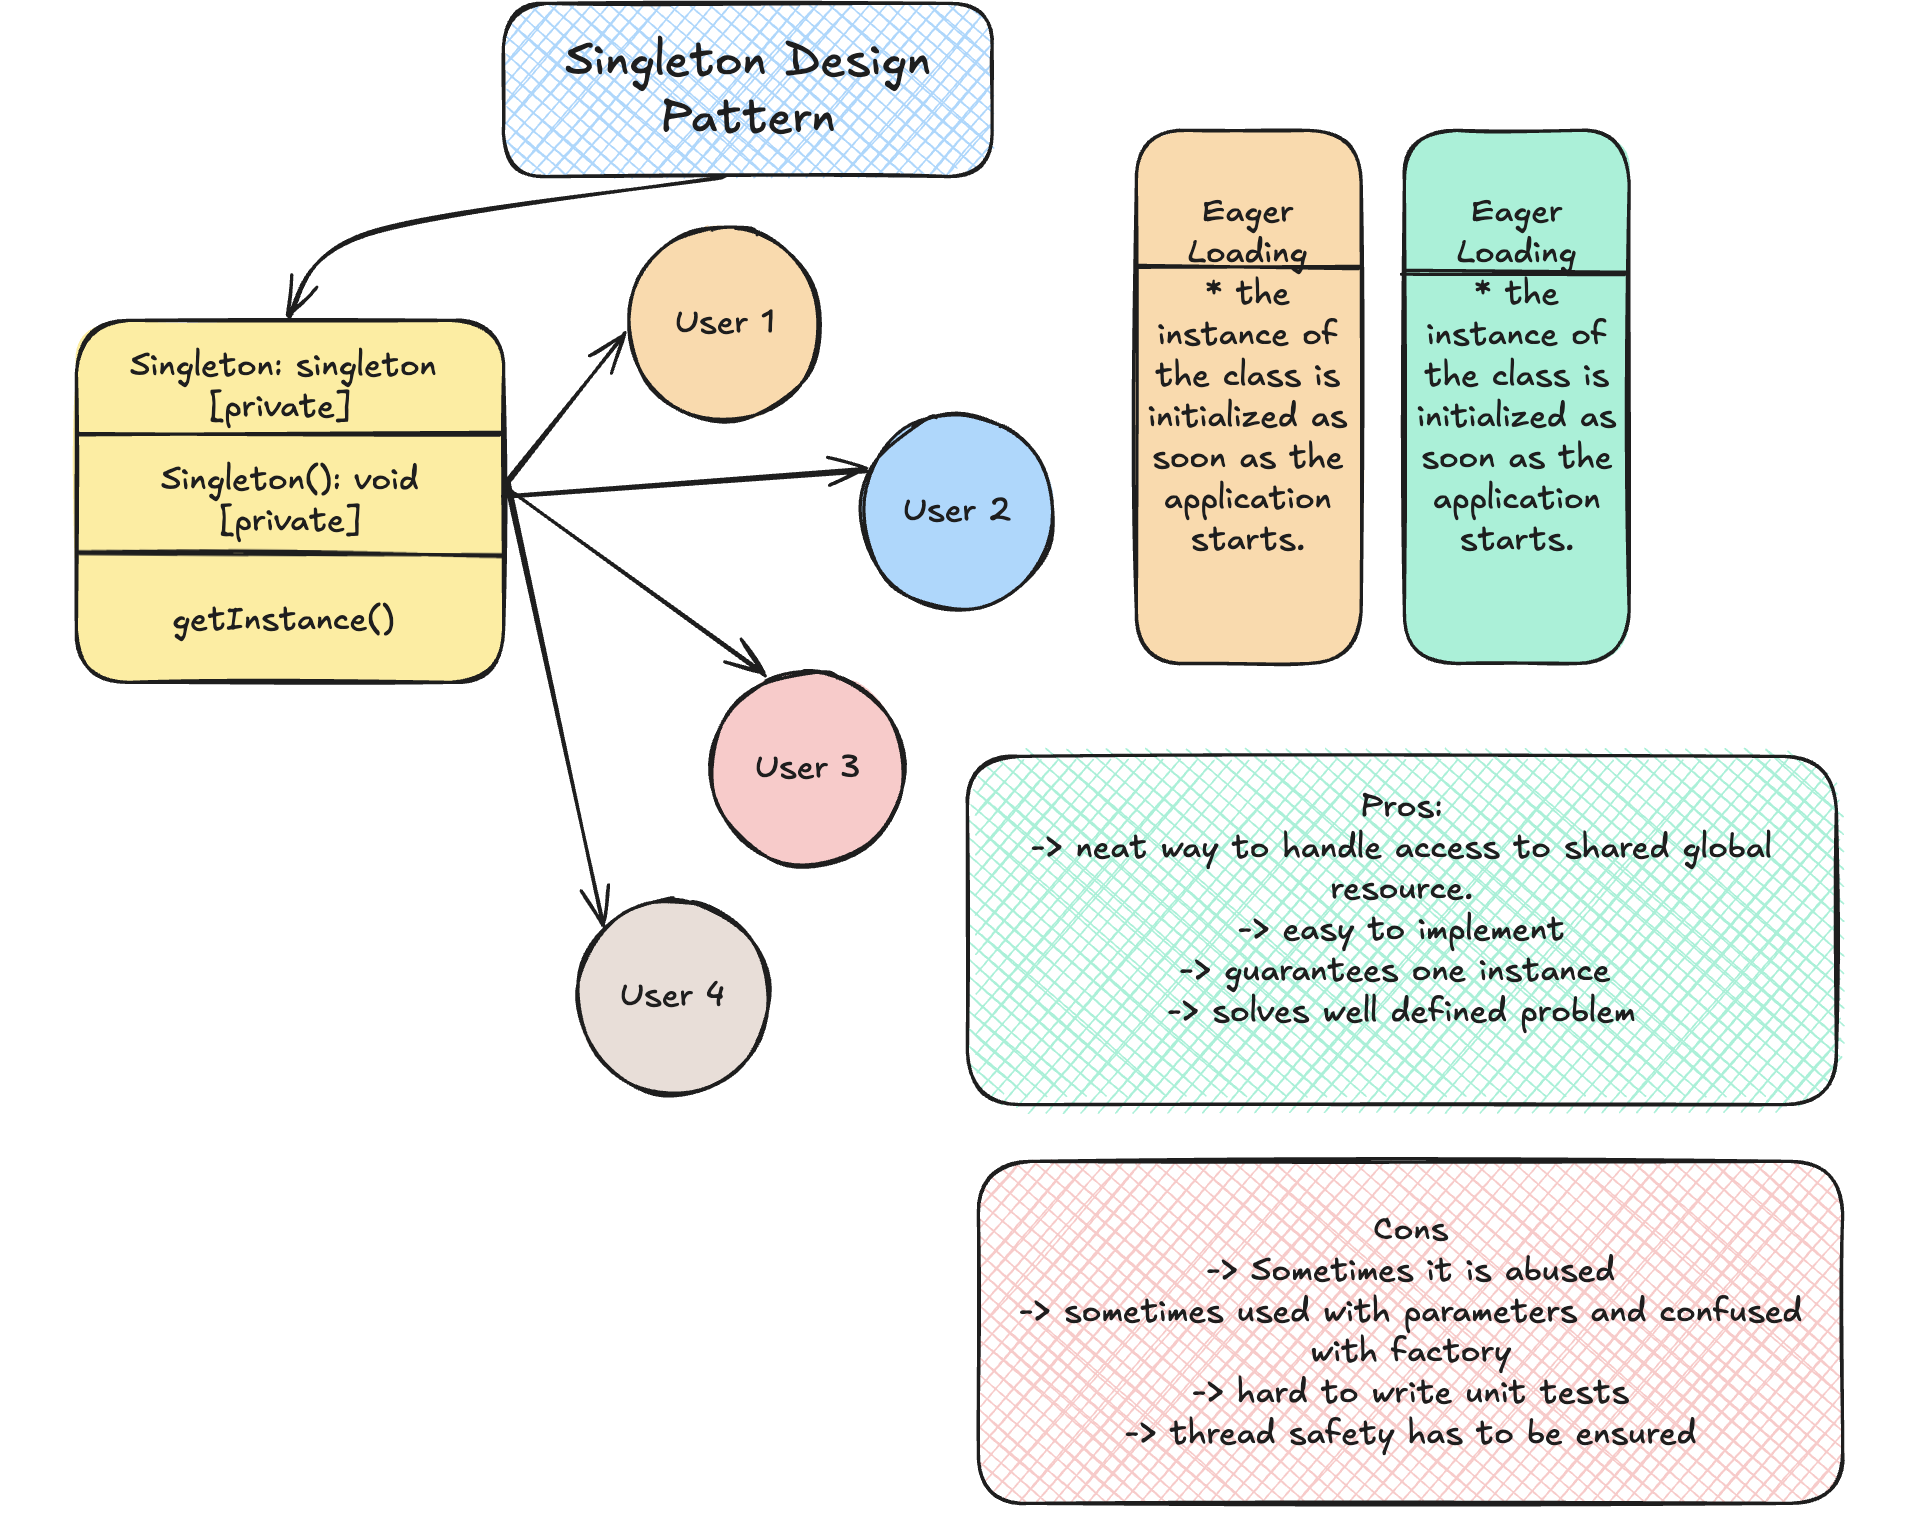 Singleton Design
Pattern
Singleton: singleton
[private]
Singleton(): void
[private]
getInstance()
User 1
User 2
User 3
User 4
Eager
Loading
* the
instance of
the class is
initialized as
soon as the
application
starts.
Eager
Loading
* the
instance of
the class is
initialized as
soon as the
application
starts.
Pros:
-> neat way to handle access to shared global
resource.
-> easy to implement
-> guarantees one instance
-> solves well defined problem
Cons
-> Sometimes it is abused
-> sometimes used with parameters and confused
with factory
-> hard to write unit tests
-> thread safety has to be ensured